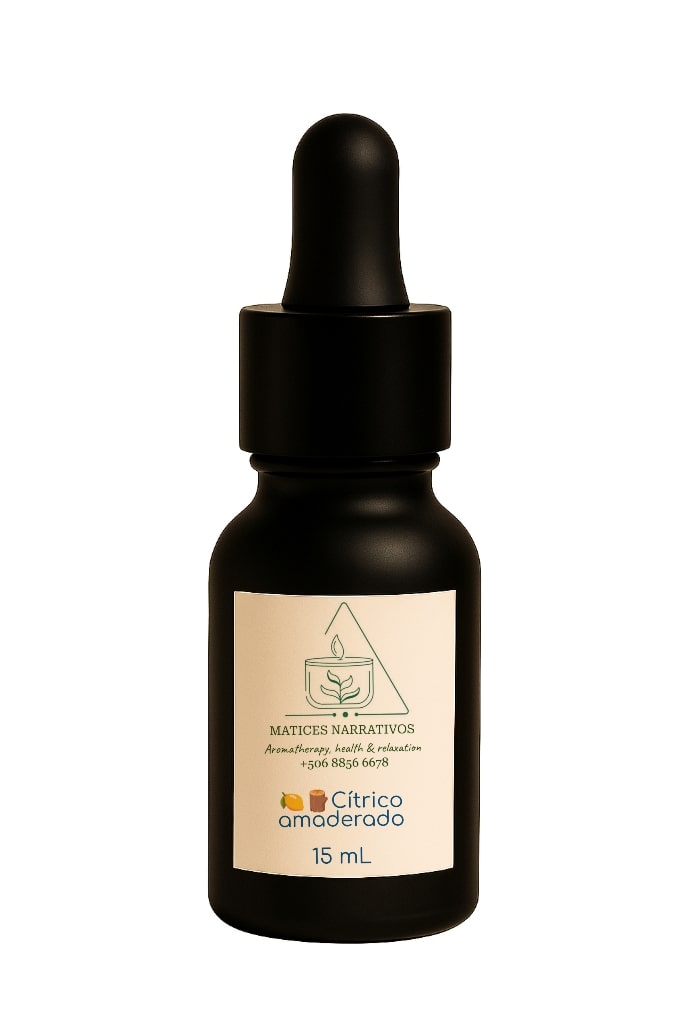 MATICES NARRATIVOS
Aromatherapy, health & relaxation
+506 8856 6678
🍋🪵Cítrico
amaderado
15 mL